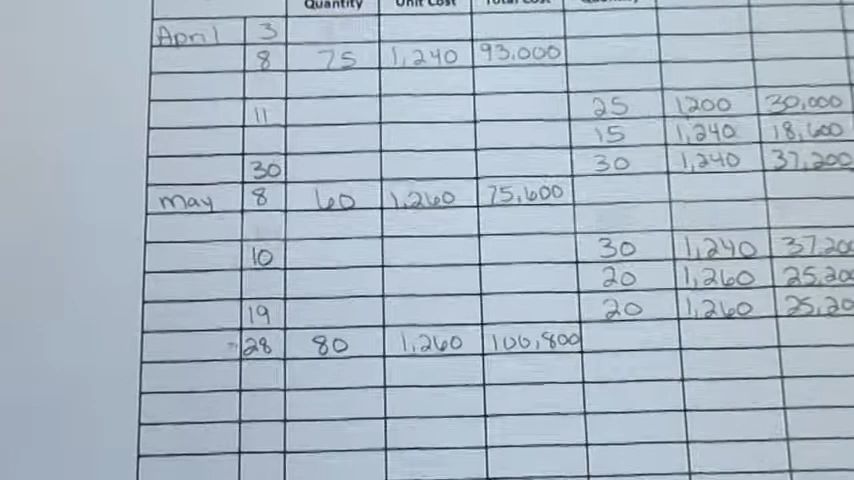 Quantity Unit Cost Total Cost
April 3
8 75 1,240 93,000
11 25 1200 30,000
15 1,240 18,600
30 30 1,240 37,200
May 8 60 1,260 75,600
10 30 1,240 37,200
20 1,260 25,200
19 20 1,260 25,20
28 80 1,260 100,800